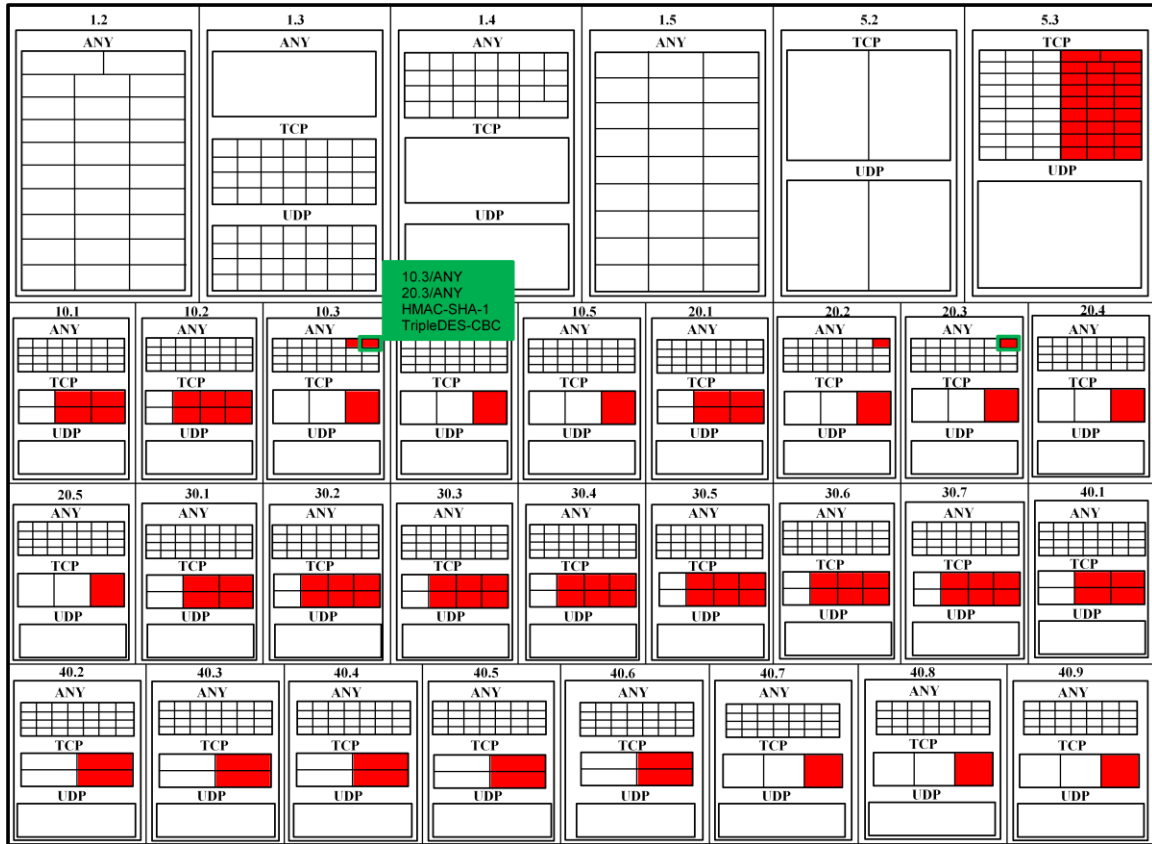 1.2 1.3 1.4 1.5 5.2 5.3
ANY ANY ANY ANY TCP TCP
TCP TCP
UDP UDP UDP UDP
10.3/ANY
20.3/ANY
HMAC-SHA-1
TripleDES-CBC
10.1 10.2 10.3 10.5 20.1 20.2 20.3 20.4
ANY ANY ANY ANY ANY ANY ANY ANY
TCP TCP TCP TCP TCP TCP TCP TCP TCP
UDP UDP UDP UDP UDP UDP UDP UDP UDP
20.5 30.1 30.2 30.3 30.4 30.5 30.6 30.7 40.1
ANY ANY ANY ANY ANY ANY ANY ANY ANY
TCP TCP TCP TCP TCP TCP TCP TCP TCP
UDP UDP UDP UDP UDP UDP UDP UDP UDP
40.2 40.3 40.4 40.5 40.6 40.7 40.8 40.9
ANY ANY ANY ANY ANY ANY ANY ANY
TCP TCP TCP TCP TCP TCP TCP TCP
UDP UDP UDP UDP UDP UDP UDP UDP